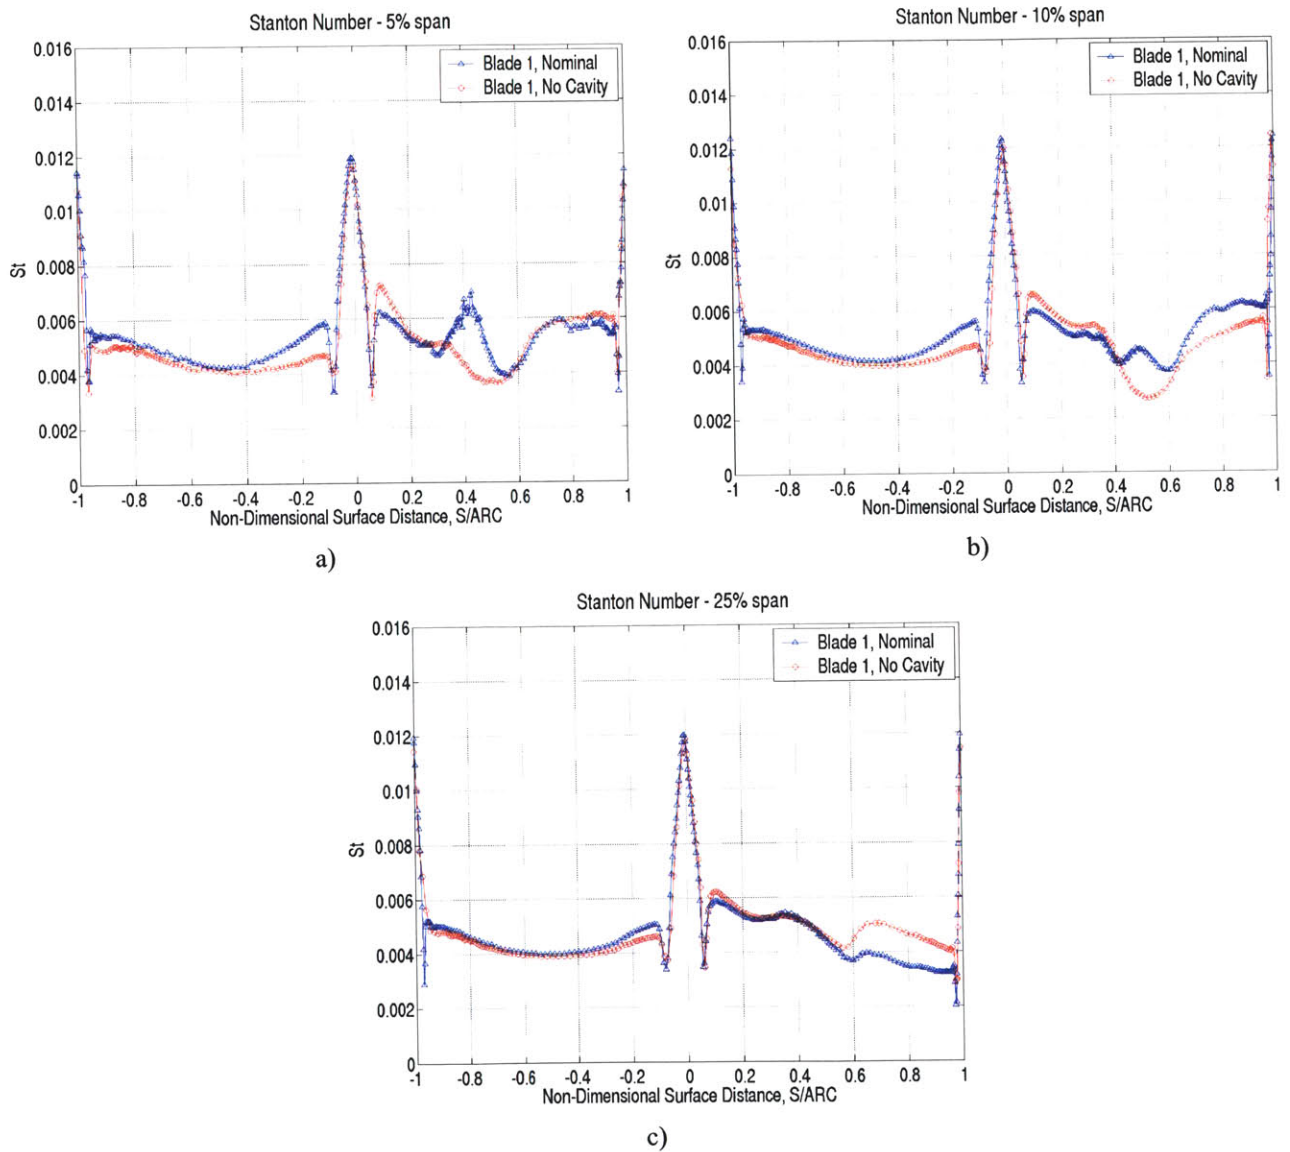 Stanton Number - 5% span
0.016
0.014
0.012
0.01
0.008
0.006
0.004
0.002
0
St
Blade 1, Nominal
Blade 1, No Cavity
-1 -0.8 -0.6 -0.4 -0.2 0 0.2 0.4 0.6 0.8 1
Non-Dimensional Surface Distance, S/ARC
a)
Stanton Number - 10% span
0.016
0.014
0.012
0.01
0.008
0.006
0.004
0.002
0
St
Blade 1, Nominal
Blade 1, No Cavity
-1 -0.8 -0.6 -0.4 -0.2 0 0.2 0.4 0.6 0.8 1
Non-Dimensional Surface Distance, S/ARC
b)
Stanton Number - 25% span
0.016
0.014
0.012
0.01
0.008
0.006
0.004
0.002
0
St
Blade 1, Nominal
Blade 1, No Cavity
-1 -0.8 -0.6 -0.4 -0.2 0 0.2 0.4 0.6 0.8 1
Non-Dimensional Surface Distance, S/ARC
c)